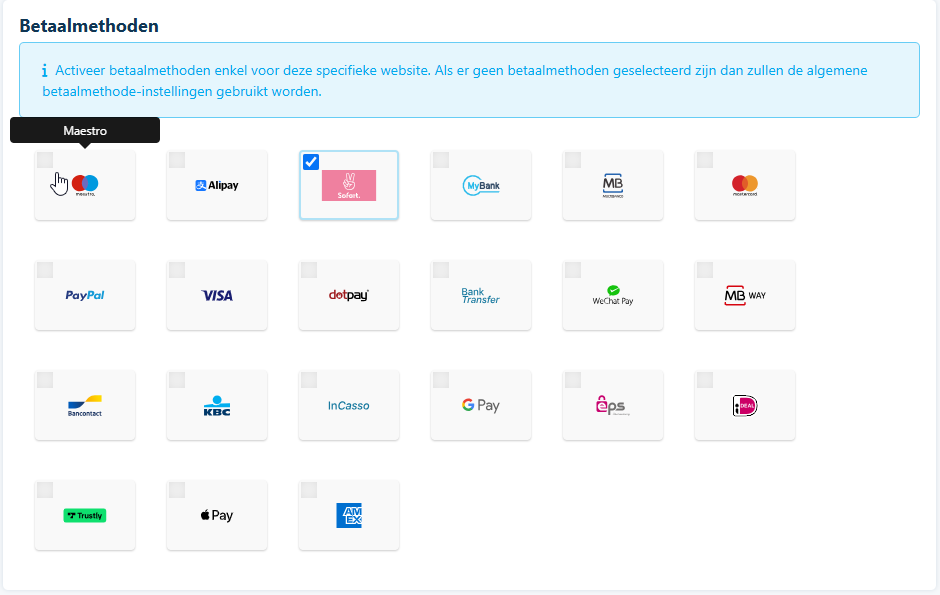 Betaalmethoden
i Activeer betaalmethoden enkel voor deze specifieke website. Als er geen betaalmethoden geselecteerd zijn dan zullen de algemene
betaalmethode-instellingen gebruikt worden.
Maestro
maestro.
Alipay
Sofort.
MyBank
MB
MULTIBANCO
mastercard
PayPal
VISA
dotpay
Bank
Transfer
WeChat Pay
MB WAY
Bancontact
KBC
InCasso
G Pay
eps
iDEAL
Trustly
Pay
AM
EX